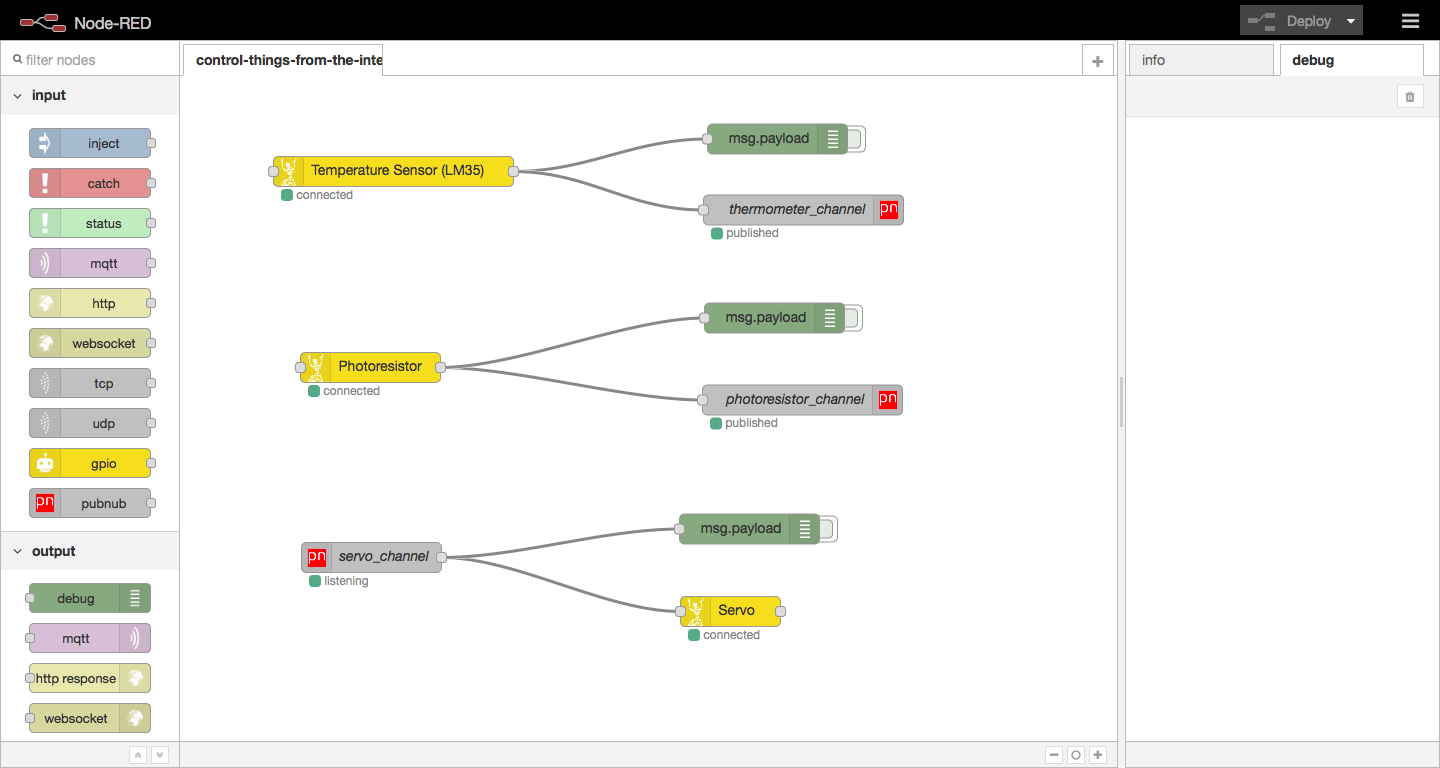 Node-RED
Deploy
filter nodes
control-things-from-the-inte
info
debug
input
inject
catch
status
mqtt
http
websocket
tcp
udp
gpio
pn pubnub
output
debug
mqtt
http response
websocket
Temperature Sensor (LM35)
connected
msg.payload
thermometer_channel pn
published
Photoresistor
connected
msg.payload
photoresistor_channel pn
published
pn servo_channel
listening
msg.payload
Servo
connected